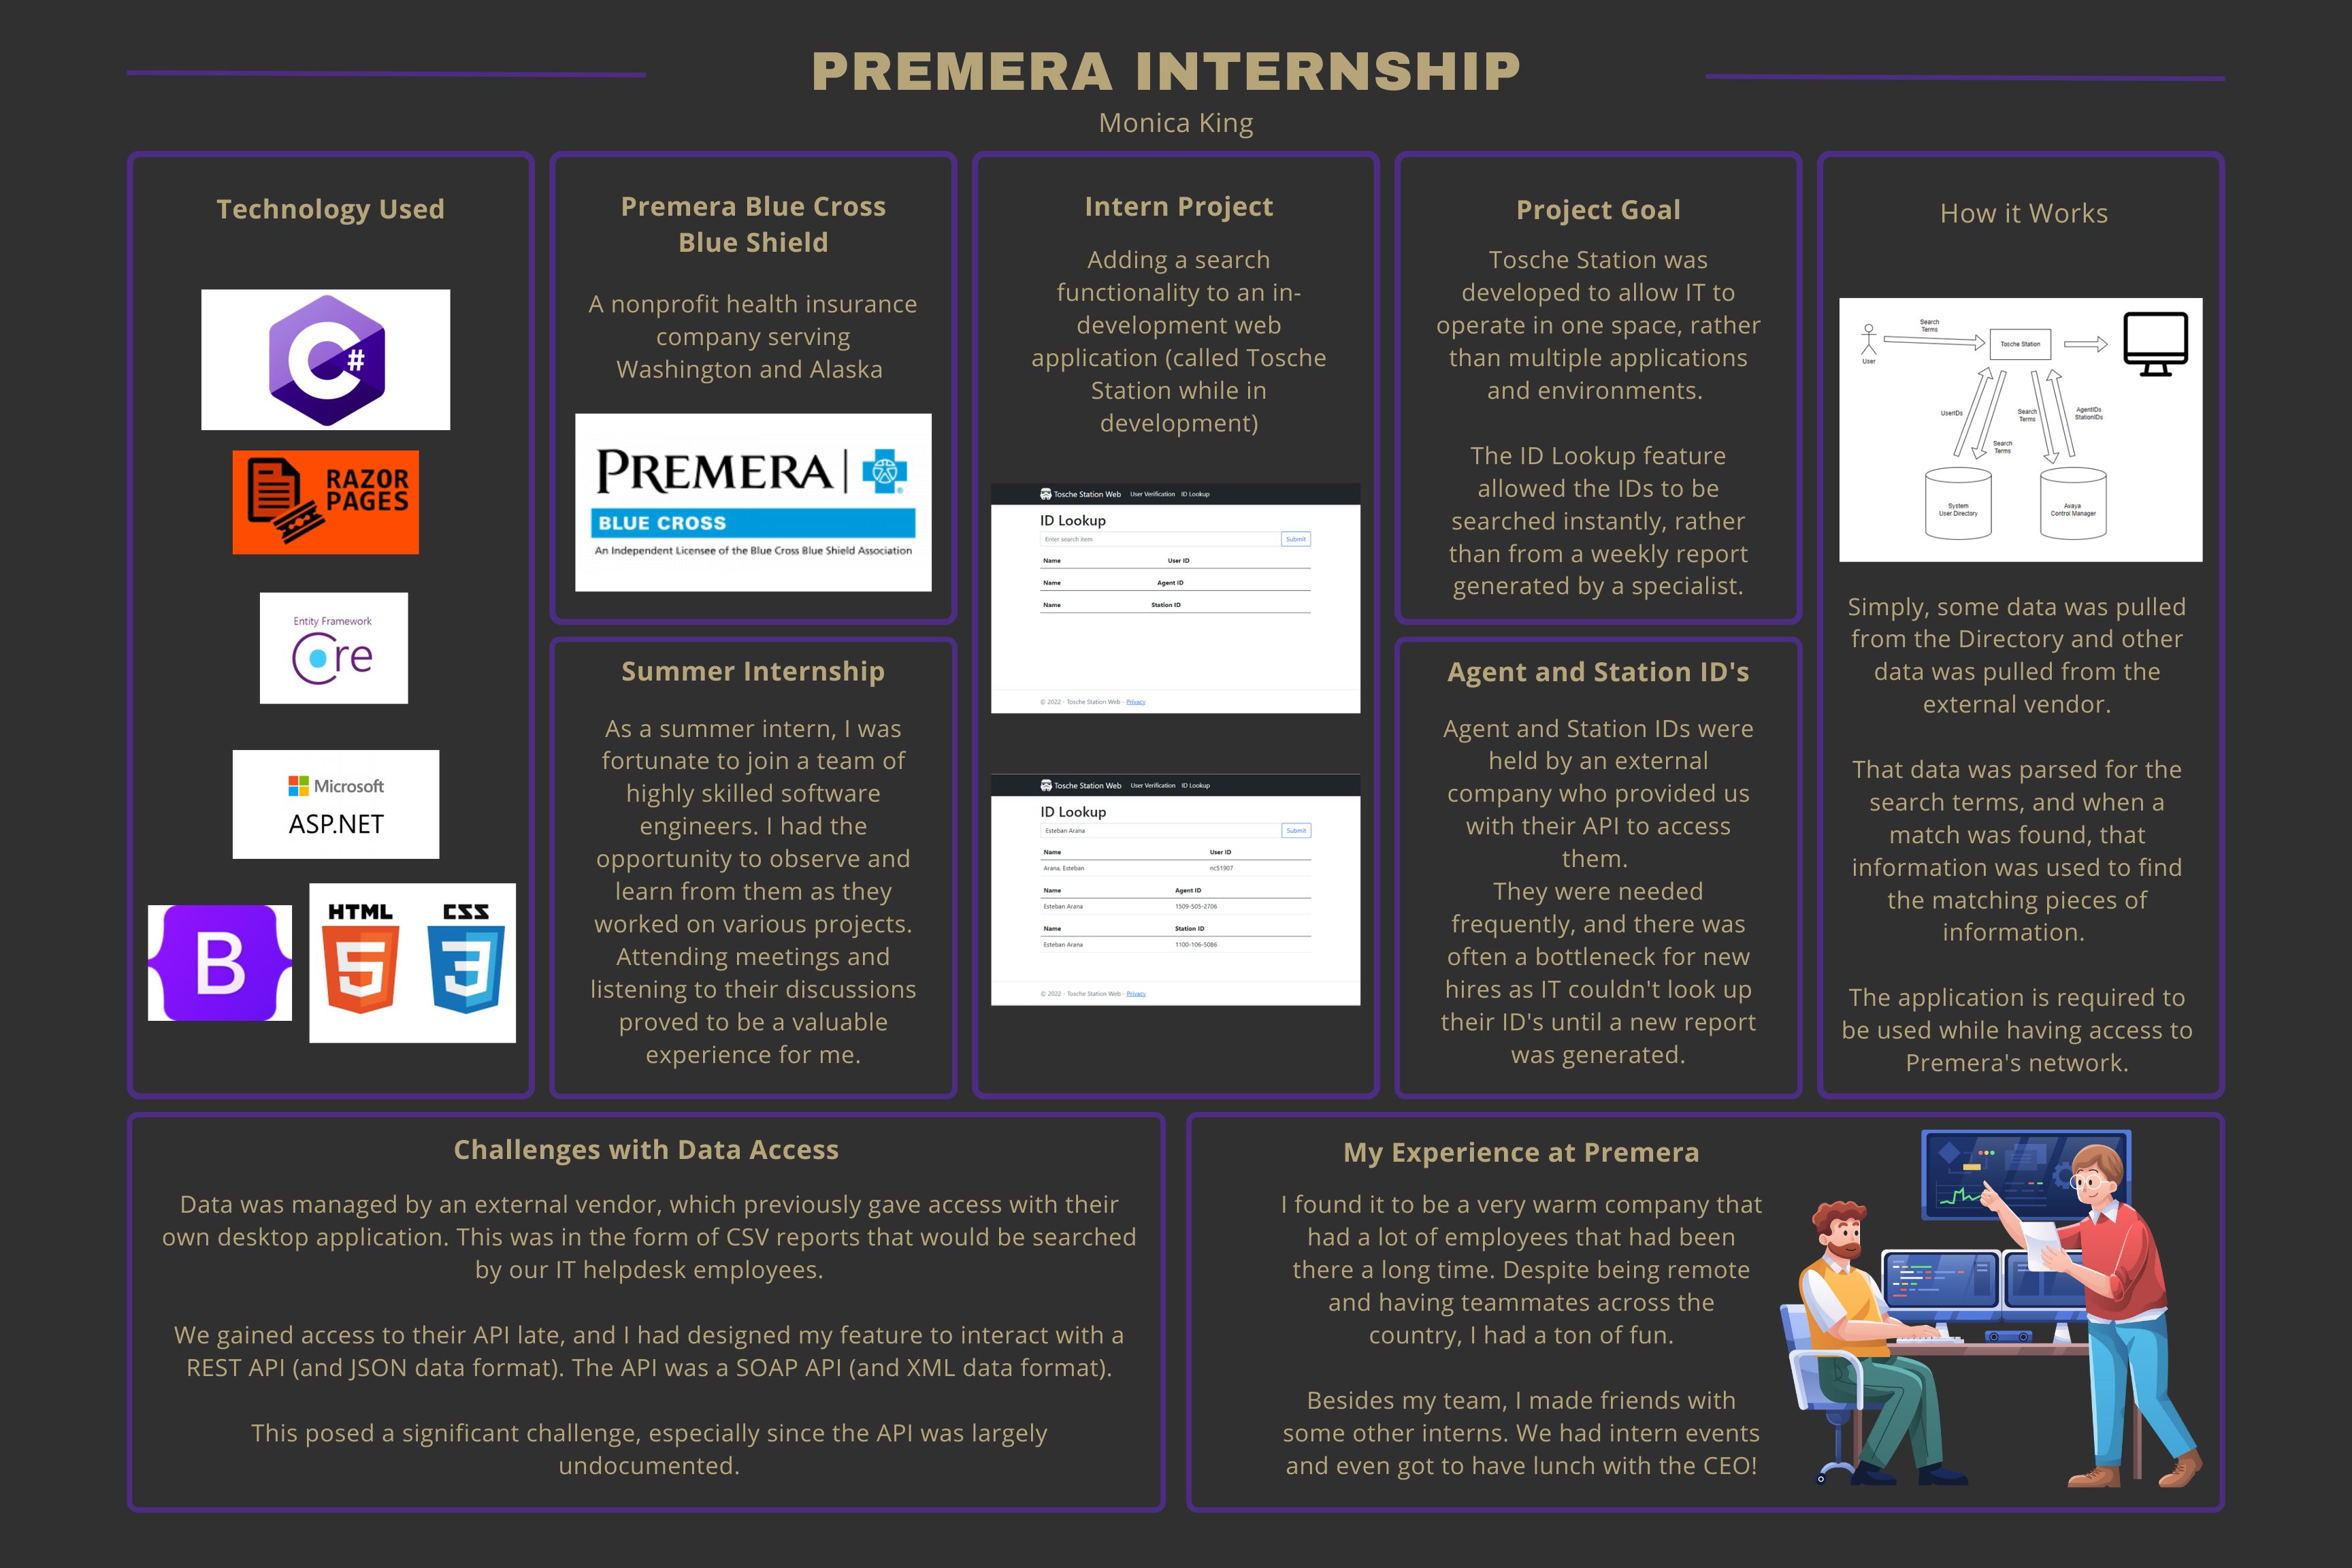 PREMERA INTERNSHIP
Monica King
Technology Used
C#
RAZOR
PAGES
Entity Framework
Core
Microsoft
ASP.NET
B
HTML
5
CSS
3
Premera Blue Cross
Blue Shield
A nonprofit health insurance
company serving
Washington and Alaska
PREMERA
BLUE CROSS
An Independent Licensee of the Blue Cross Blue Shield Association
Summer Internship
As a summer intern, I was
fortunate to join a team of
highly skilled software
engineers. I had the
opportunity to observe and
learn from them as they
worked on various projects.
Attending meetings and
listening to their discussions
proved to be a valuable
experience for me.
Intern Project
Adding a search
functionality to an in-
development web
application (called Tosche
Station while in
development)
Tosche Station Web User Verification ID Lookup
ID Lookup
Enter search item Submit
Name User ID
Name Agent ID
Name Station ID
© 2022 - Tosche Station Web - Privacy
Tosche Station Web User Verification ID Lookup
ID Lookup
Esteban Arana Submit
Name User ID
Arana, Esteban nc51907
Name Agent ID
Esteban Arana 1509-505-2706
Name Station ID
Esteban Arana 1100-106-5086
© 2022 - Tosche Station Web - Privacy
Project Goal
Tosche Station was
developed to allow IT to
operate in one space, rather
than multiple applications
and environments.
The ID Lookup feature
allowed the IDs to be
searched instantly, rather
than from a weekly report
generated by a specialist.
Agent and Station ID's
Agent and Station IDs were
held by an external
company who provided us
with their API to access
them.
They were needed
frequently, and there was
often a bottleneck for new
hires as IT couldn't look up
their ID's until a new report
was generated.
How it Works
Search
Terms
User
Tosche Station
UserIDs
Search
Terms
Search
Terms
AgentIDs
StationIDs
System
User Directory
Avaya
Control Manager
Simply, some data was pulled
from the Directory and other
data was pulled from the
external vendor.
That data was parsed for the
search terms, and when a
match was found, that
information was used to find
the matching pieces of
information.
The application is required to
be used while having access to
Premera's network.
Challenges with Data Access
Data was managed by an external vendor, which previously gave access with their
own desktop application. This was in the form of CSV reports that would be searched
by our IT helpdesk employees.
We gained access to their API late, and I had designed my feature to interact with a
REST API (and JSON data format). The API was a SOAP API (and XML data format).
This posed a significant challenge, especially since the API was largely
undocumented.
My Experience at Premera
I found it to be a very warm company that
had a lot of employees that had been
there a long time. Despite being remote
and having teammates across the
country, I had a ton of fun.
Besides my team, I made friends with
some other interns. We had intern events
and even got to have lunch with the CEO!